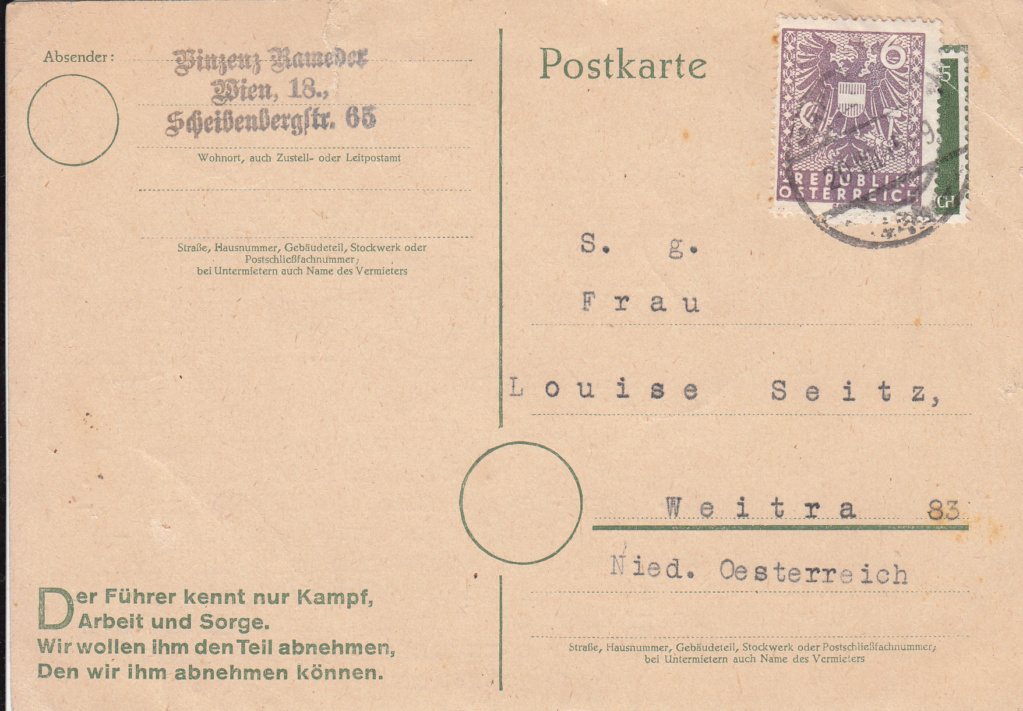 Absender:
Vinzenz Rameder
Wien, 18.,
Scheibenbergstr. 65
Wohnort, auch Zustell- oder Leitpostamt
Straße, Hausnummer, Gebäudeteil, Stockwerk oder
Postschließfachnummer;
bei Untermietern auch Name des Vermieters
Postkarte
6
REPUBLIK
ÖSTERREICH
5
CH
S. g.
Frau
Louise Seitz,
Weitra 83
Nied. Oesterreich
Straße, Hausnummer, Gebäudeteil, Stockwerk oder Postschließfachnummer;
bei Untermietern auch Name des Vermieters
Der Führer kennt nur Kampf,
Arbeit und Sorge.
Wir wollen ihm den Teil abnehmen,
Den wir ihm abnehmen können.